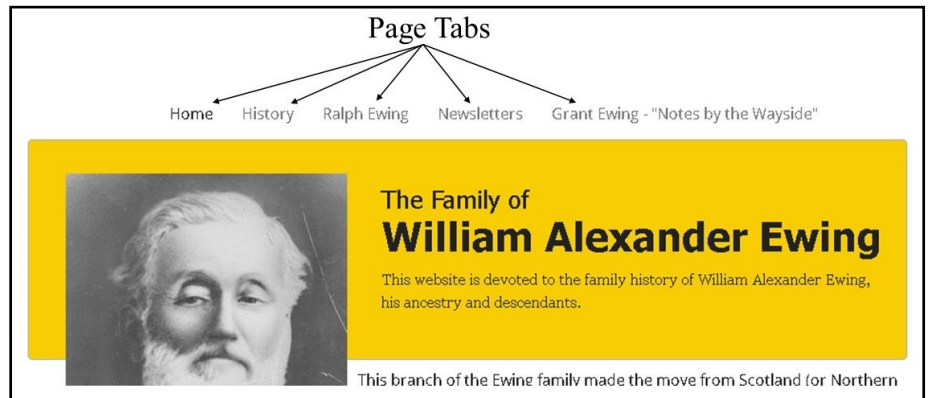 Page Tabs
Home History Ralph Ewing Newsletters Grant Ewing - "Notes by the Wayside"
The Family of
William Alexander Ewing
This website is devoted to the family history of William Alexander Ewing,
his ancestry and descendants.
This branch of the Ewing family made the move from Scotland (or Northern